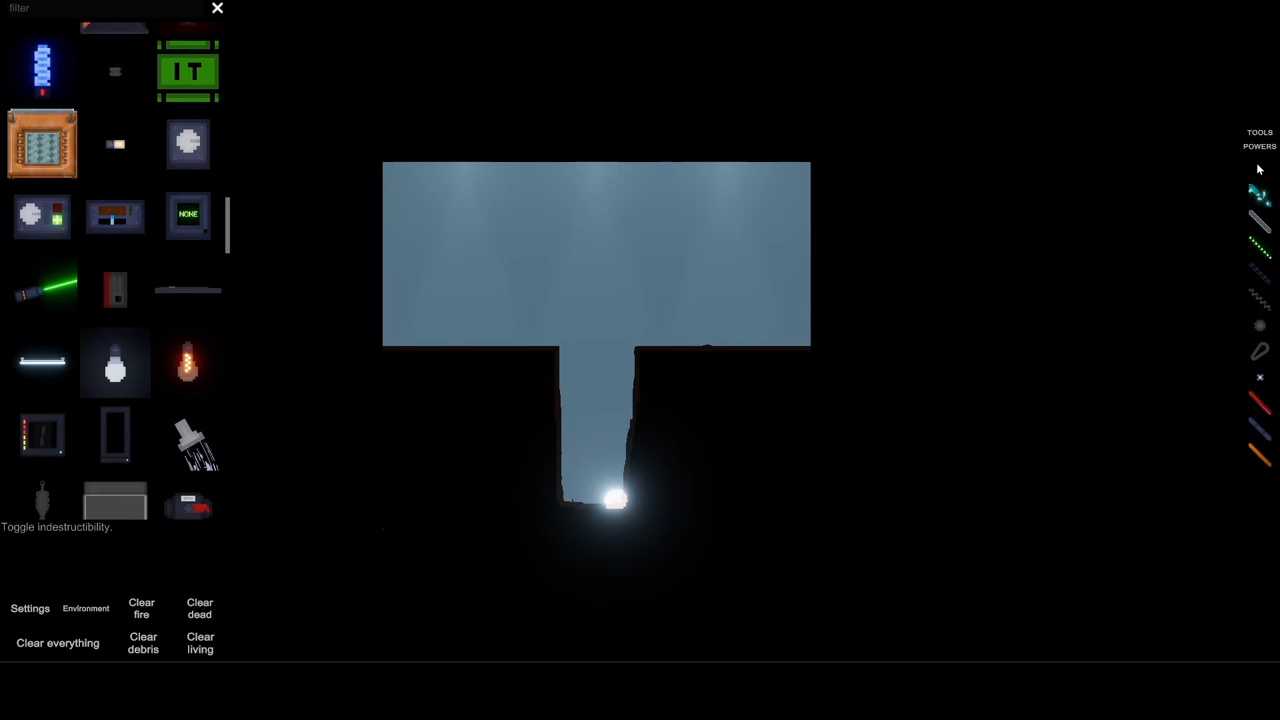 filter
IT
NONE
Toggle indestructibility.
Settings
Environment
Clear
fire
Clear
dead
Clear everything
Clear
debris
Clear
living
TOOLS
POWERS